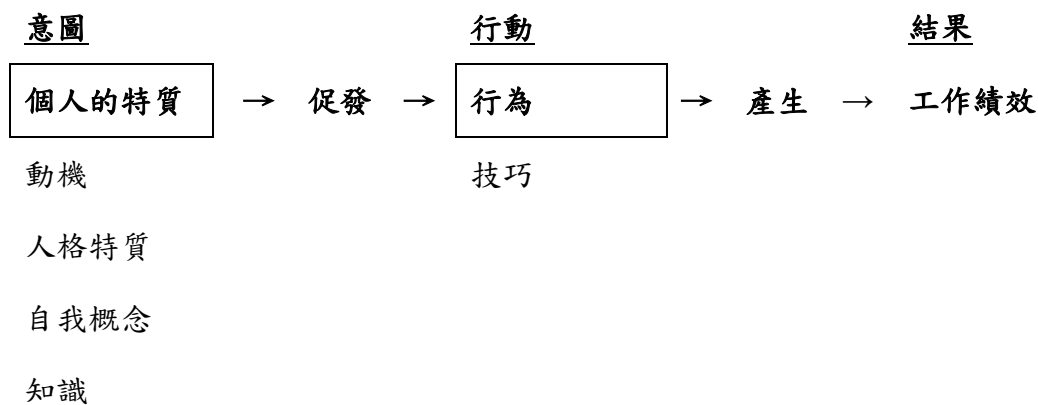 意圖 行動 結果
個人的特質 → 促發 → 行為 → 產生 → 工作績效
動機 技巧
人格特質
自我概念
知識